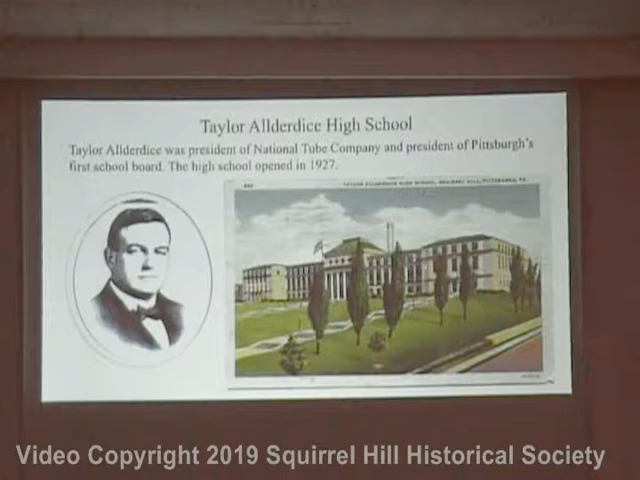 Taylor Allderdice High School
Taylor Allderdice was president of National Tube Company and president of Pittsburgh's
first school board. The high school opened in 1927.
TAYLOR ALLDERDICE HIGH SCHOOL, SQUIRREL HILL, PITTSBURGH, PA.
Video Copyright 2019 Squirrel Hill Historical Society